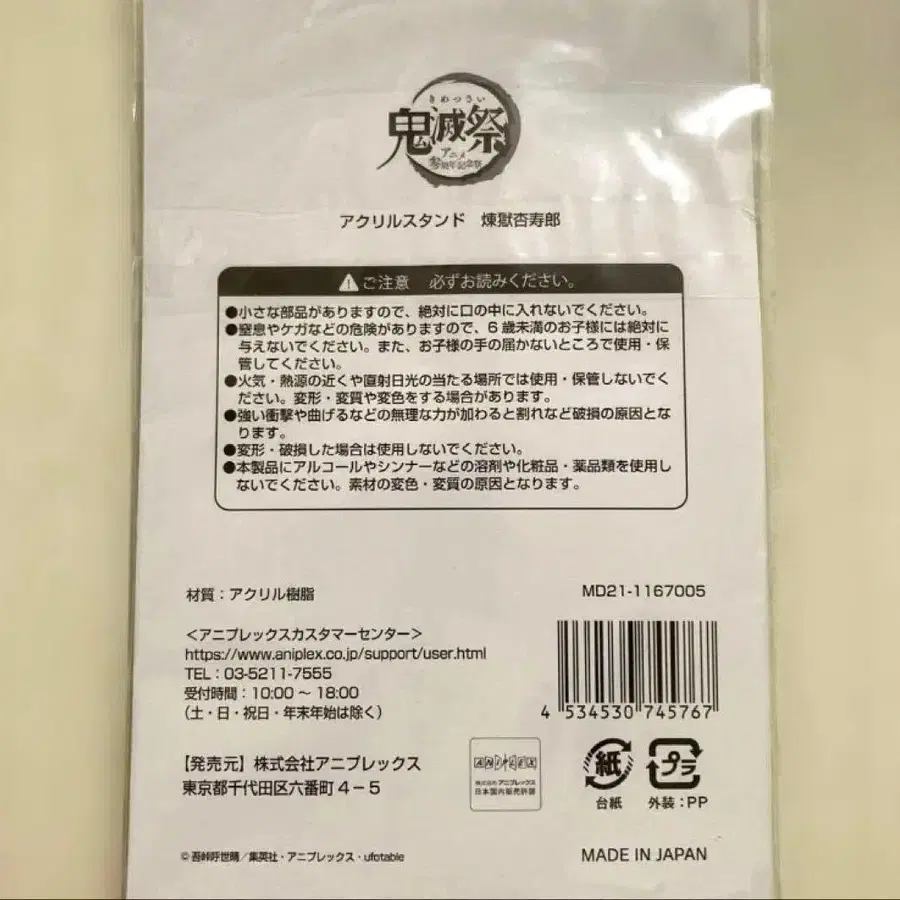 きめつさい
鬼滅祭
アニメ
アクリルスタンド 煉獄杏寿郎
ご注意 必ずお読みください。
●小さな部品がありますので、絶対に口の中に入れないでください。
●窒息やケガなどの危険がありますので、6歳未満のお子様には絶対に
与えないでください。また、お子様の手の届かないところで使用・保
管してください。
●火気・熱源の近くや直射日光の当たる場所では使用・保管しないでく
ださい。変形・変質や変色をする場合があります。
●強い衝撃や曲げるなどの無理な力が加わると割れなど破損の原因とな
ります。
●変形・破損した場合は使用しないでください。
●本製品にアルコールやシンナーなどの溶剤や化粧品・薬品類を使用し
ないでください。素材の変色・変質の原因となります。
材質：アクリル樹脂
MD21-1167005
＜アニプレックスカスタマーセンター＞
https://www.aniplex.co.jp/support/user.html
TEL：03-5211-7555
受付時間：10:00 ～ 18:00
（土・日・祝日・年末年始は除く）
4 534530 745767
【発売元】株式会社アニプレックス
東京都千代田区六番町4－5
ANIPLEX
株式会社 アニプレックス
日本国内販売許諾
紙
台紙
プラ
外装：PP
© 吾峠呼世晴／集英社・アニプレックス・ufotable
MADE IN JAPAN